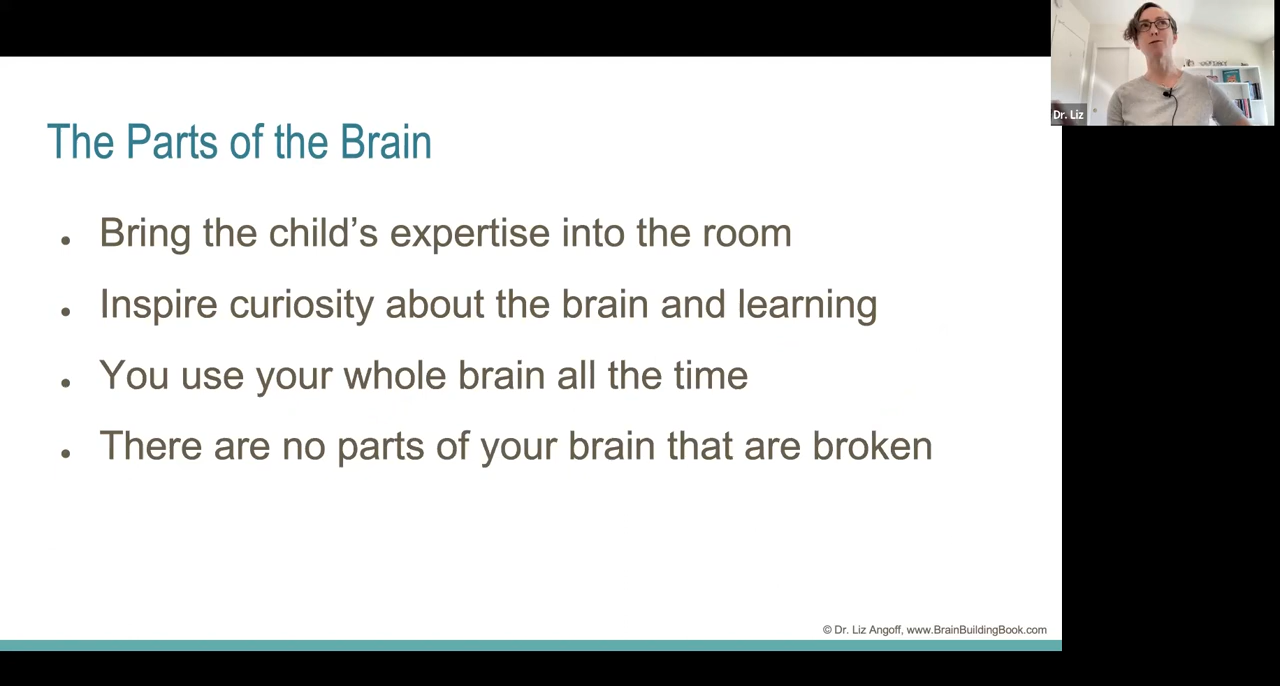 Dr. Liz
The Parts of the Brain
• Bring the child’s expertise into the room
• Inspire curiosity about the brain and learning
• You use your whole brain all the time
• There are no parts of your brain that are broken
© Dr. Liz Angoff, www.BrainBuildingBook.com